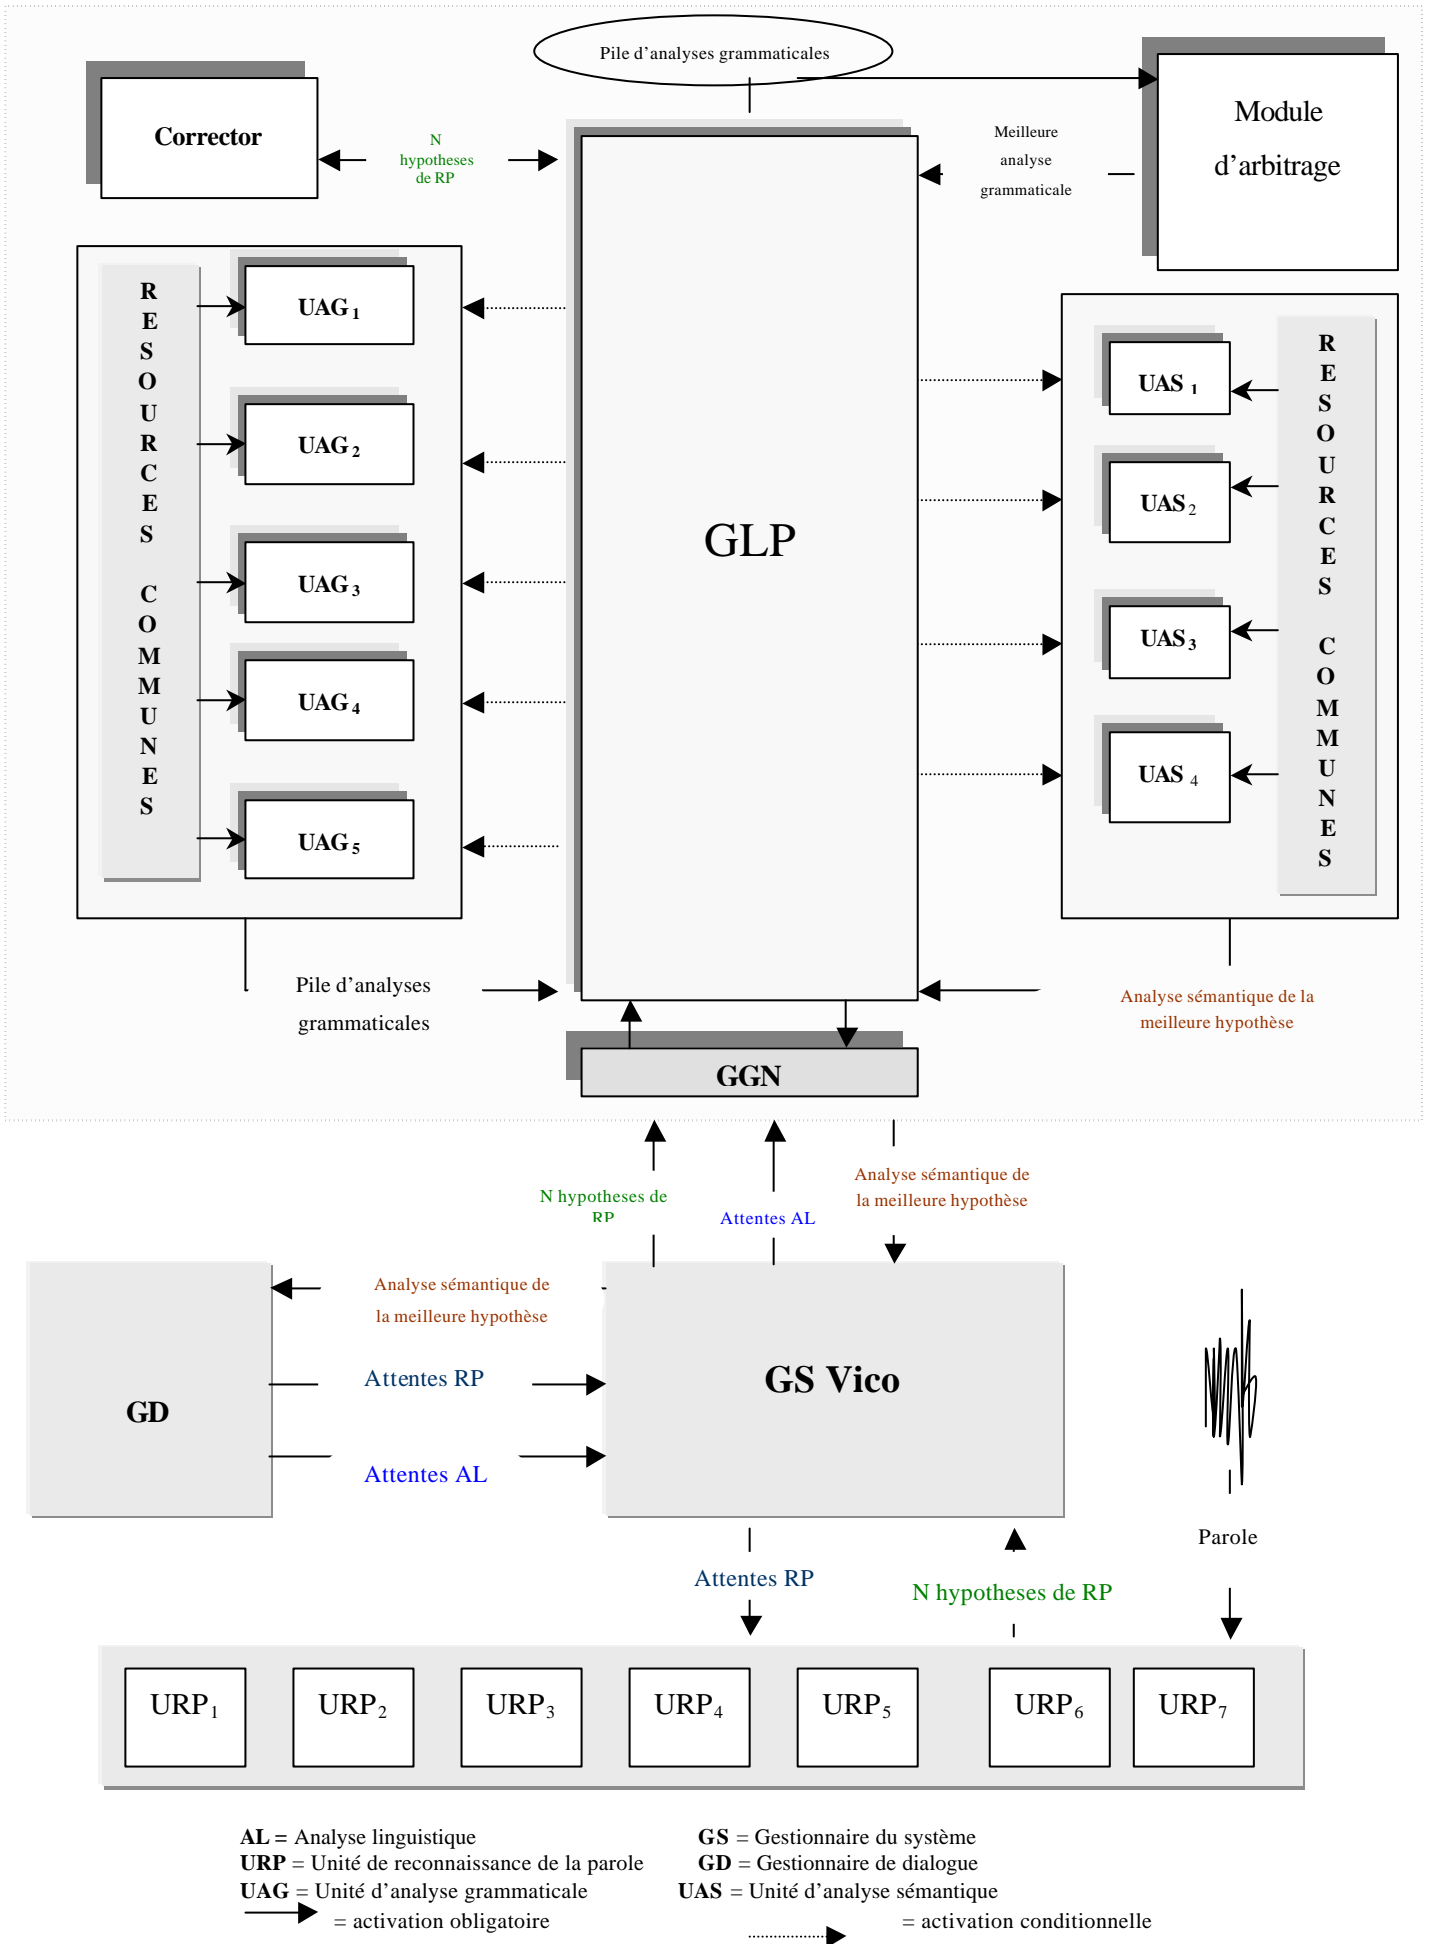 Pile d'analyses grammaticales
Corrector
N
hypotheses
de RP
Meilleure
analyse
grammaticale
Module
d'arbitrage
RESOURCES COMMUNES
UAG 1
UAG 2
UAG 3
UAG 4
UAG 5
GLP
UAS 1
UAS 2
UAS 3
UAS 4
RESOURCES COMMUNES
Pile d'analyses
grammaticales
Analyse sémantique de la
meilleure hypothèse
GGN
N hypotheses de
RP
Attentes AL
Analyse sémantique de
la meilleure hypothèse
Analyse sémantique de
la meilleure hypothèse
Attentes RP
Attentes AL
GD
GS Vico
Parole
Attentes RP
N hypotheses de RP
URP1
URP2
URP3
URP4
URP5
URP6
URP7
AL = Analyse linguistique
GS = Gestionnaire du système
URP = Unité de reconnaissance de la parole
GD = Gestionnaire de dialogue
UAG = Unité d'analyse grammaticale
UAS = Unité d'analyse sémantique
= activation obligatoire
= activation conditionnelle